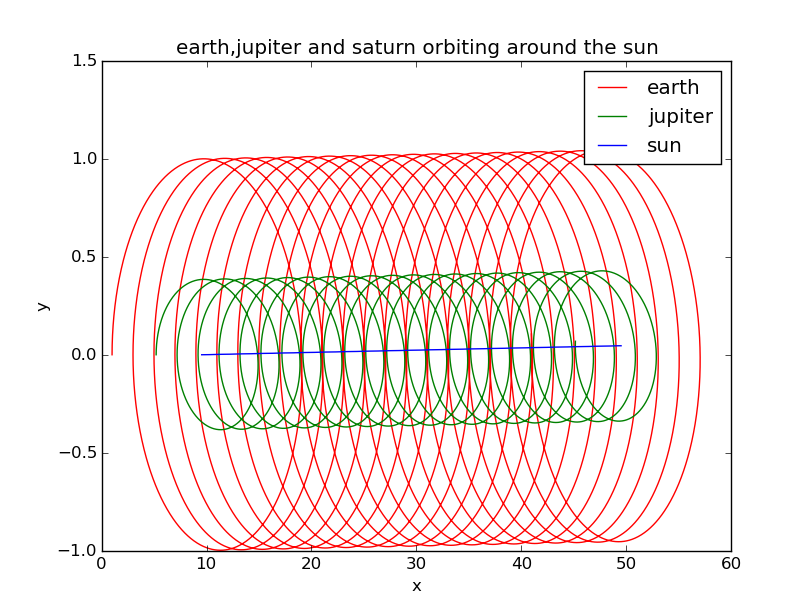 earth,jupiter and saturn orbiting around the sun
1.5
earth
jupiter
sun
1.0
0.5
y
0.0
−0.5
−1.0
0 10 20 30 40 50 60
x